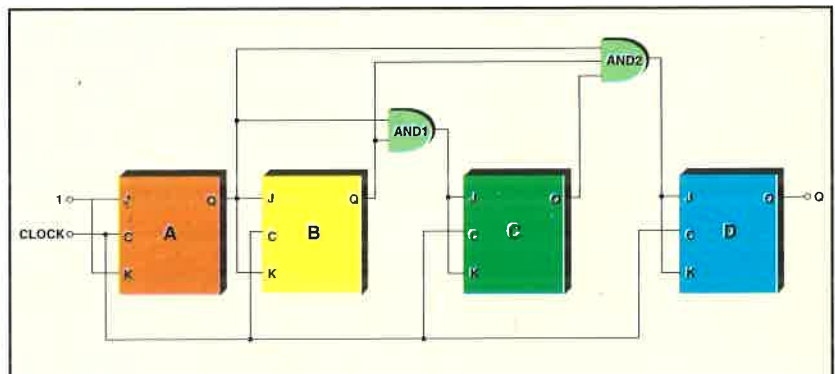 AND2
AND1
1 J Q J Q J Q J Q Q
CLOCK C A C B C C C D
K K K K